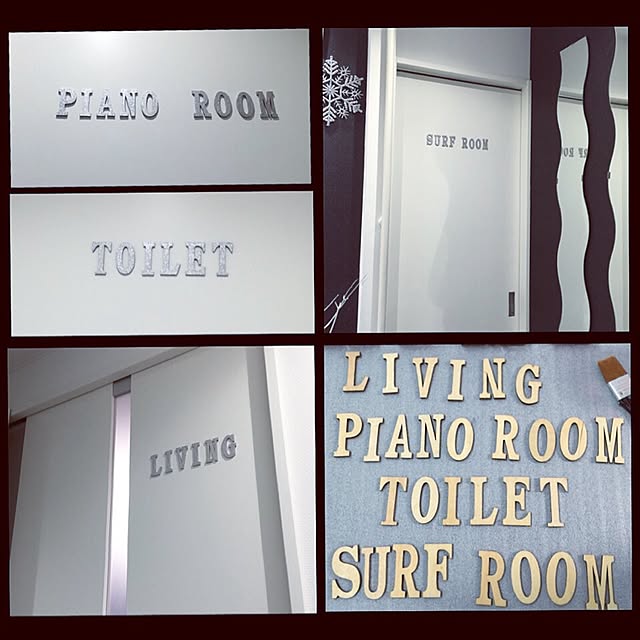 PIANO ROOM
TOILET
SURF ROOM
LIVING
LIVING
PIANO ROOM
TOILET
SURF ROOM